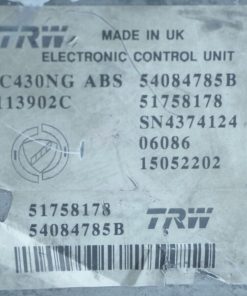 TRW MADE IN UK
ELECTRONIC CONTROL UNIT
C430NG ABS 54084785B
113902C 51758178
SN4374124
06086
15052202
51758178 TRW
54084785B